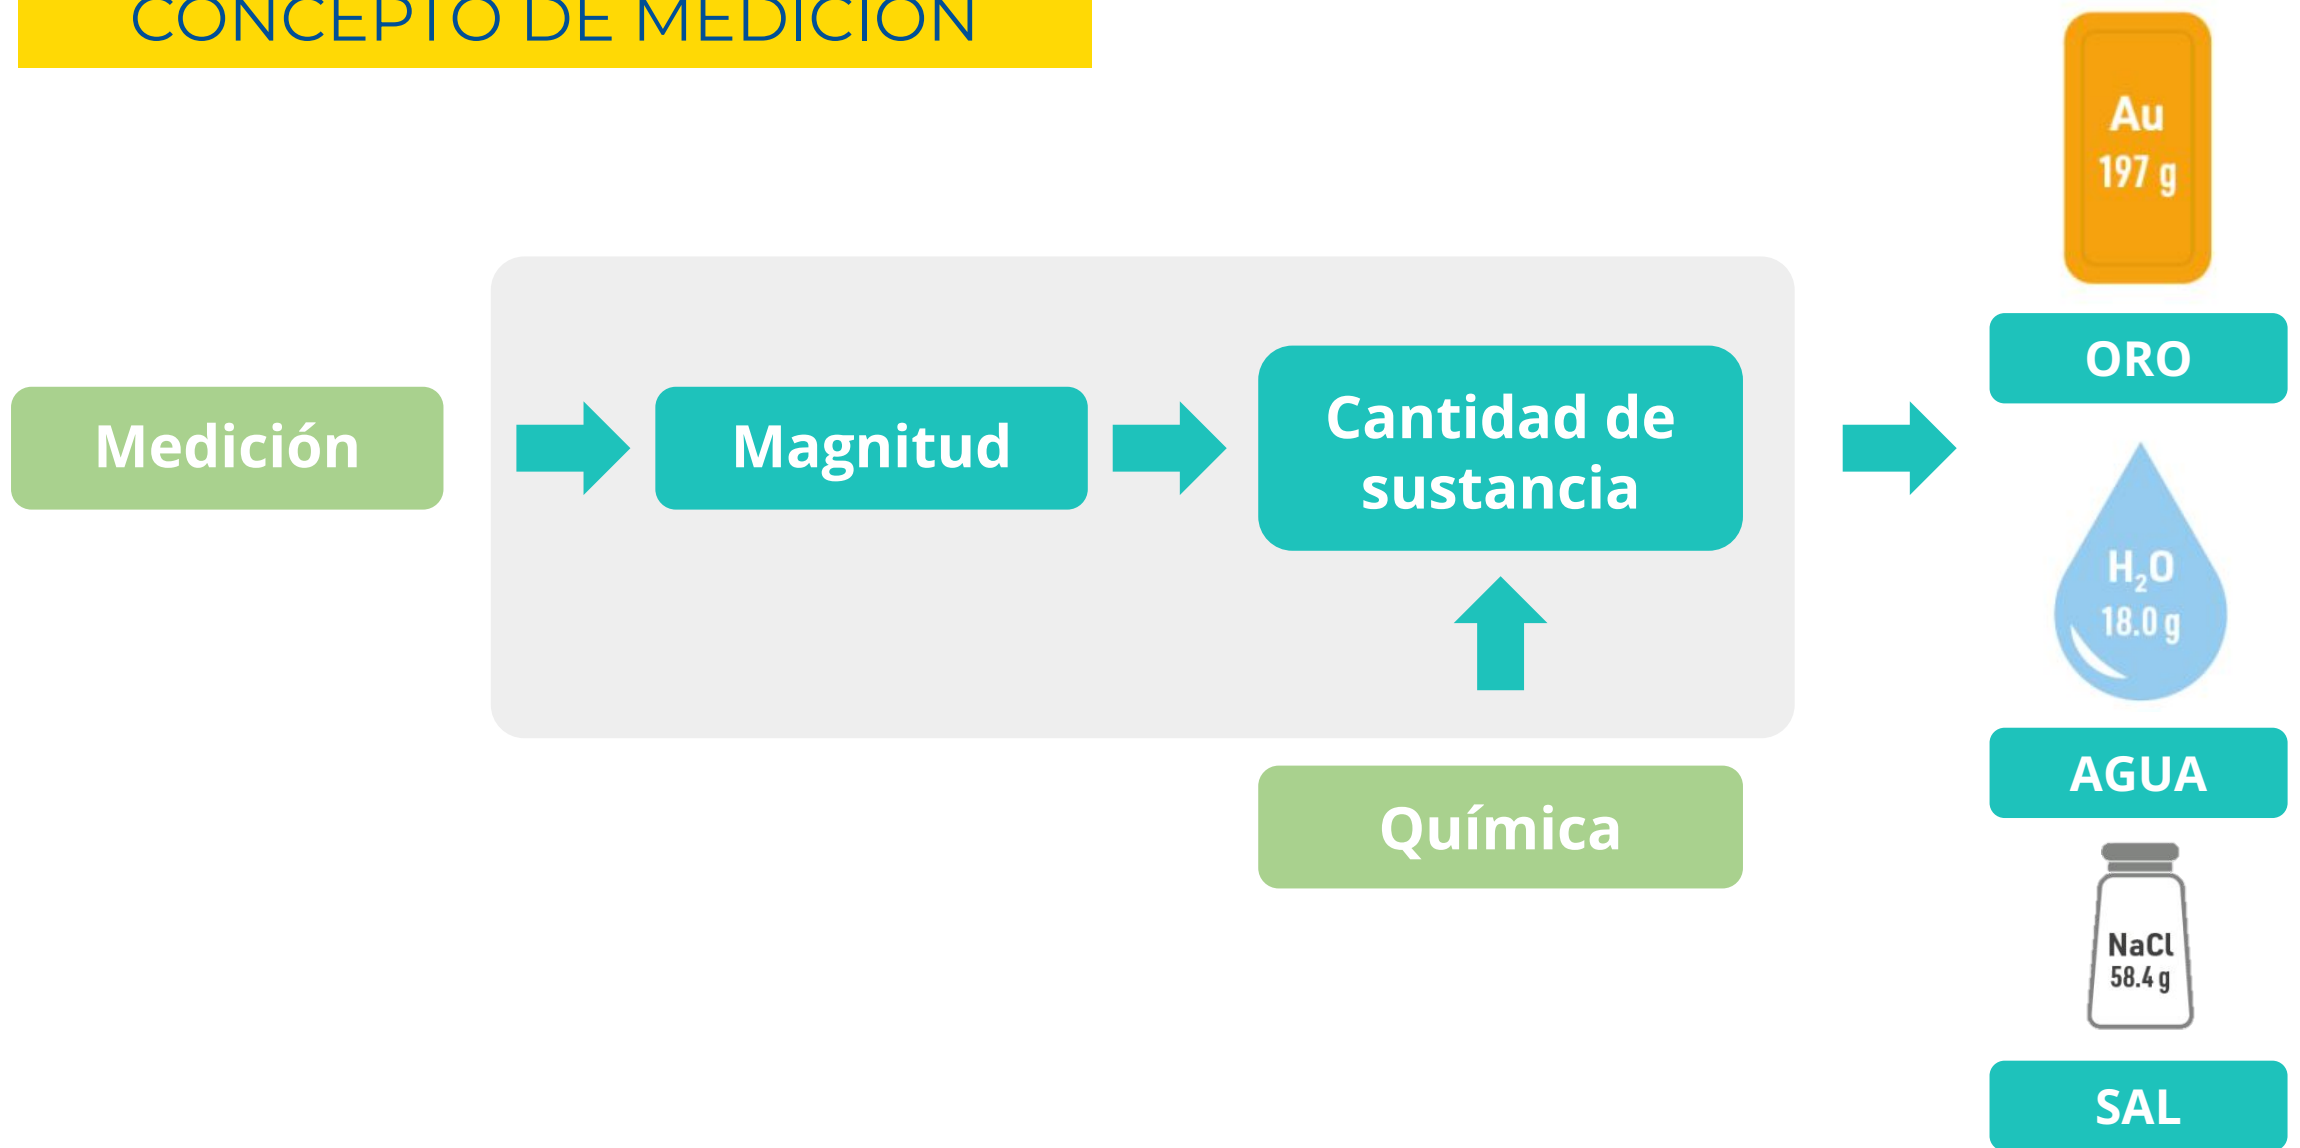 CONCEPTO DE MEDICIÓN
Medición
Magnitud
Cantidad de
sustancia
Química
Au
197 g
ORO
H₂O
18.0 g
AGUA
NaCl
58.4 g
SAL